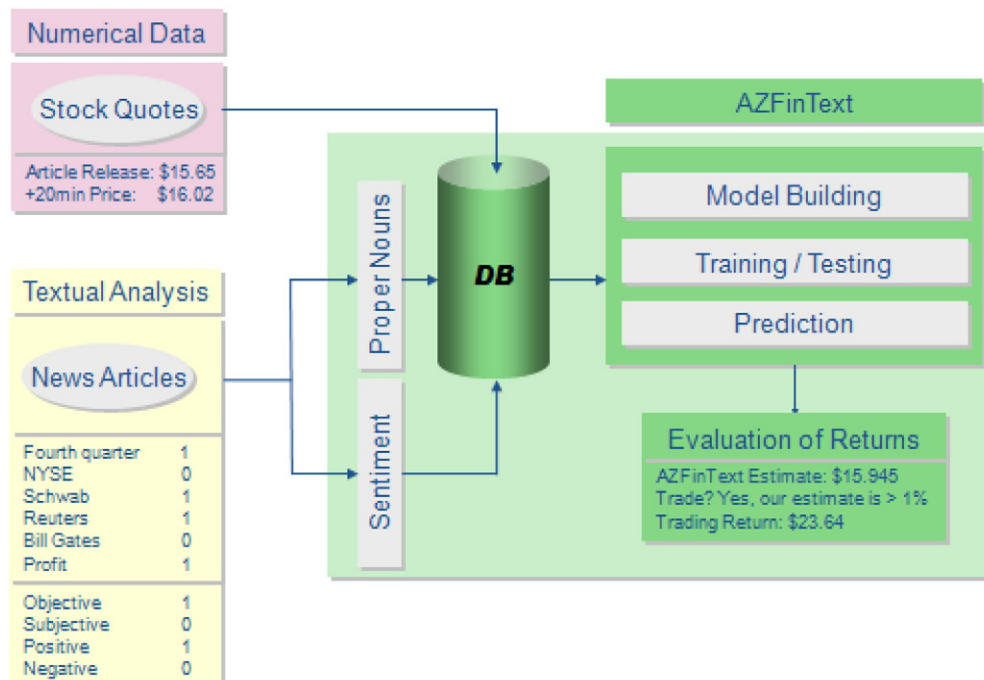 Numerical Data
Stock Quotes
Article Release: $15.65
+20min Price: $16.02
Textual Analysis
News Articles
Fourth quarter 1
NYSE 0
Schwab 1
Reuters 1
Bill Gates 0
Profit 1
Objective 1
Subjective 0
Positive 1
Negative 0
Proper Nouns
Sentiment
DB
AZFinText
Model Building
Training / Testing
Prediction
Evaluation of Returns
AZFinText Estimate: $15.945
Trade? Yes, our estimate is > 1%
Trading Return: $23.64